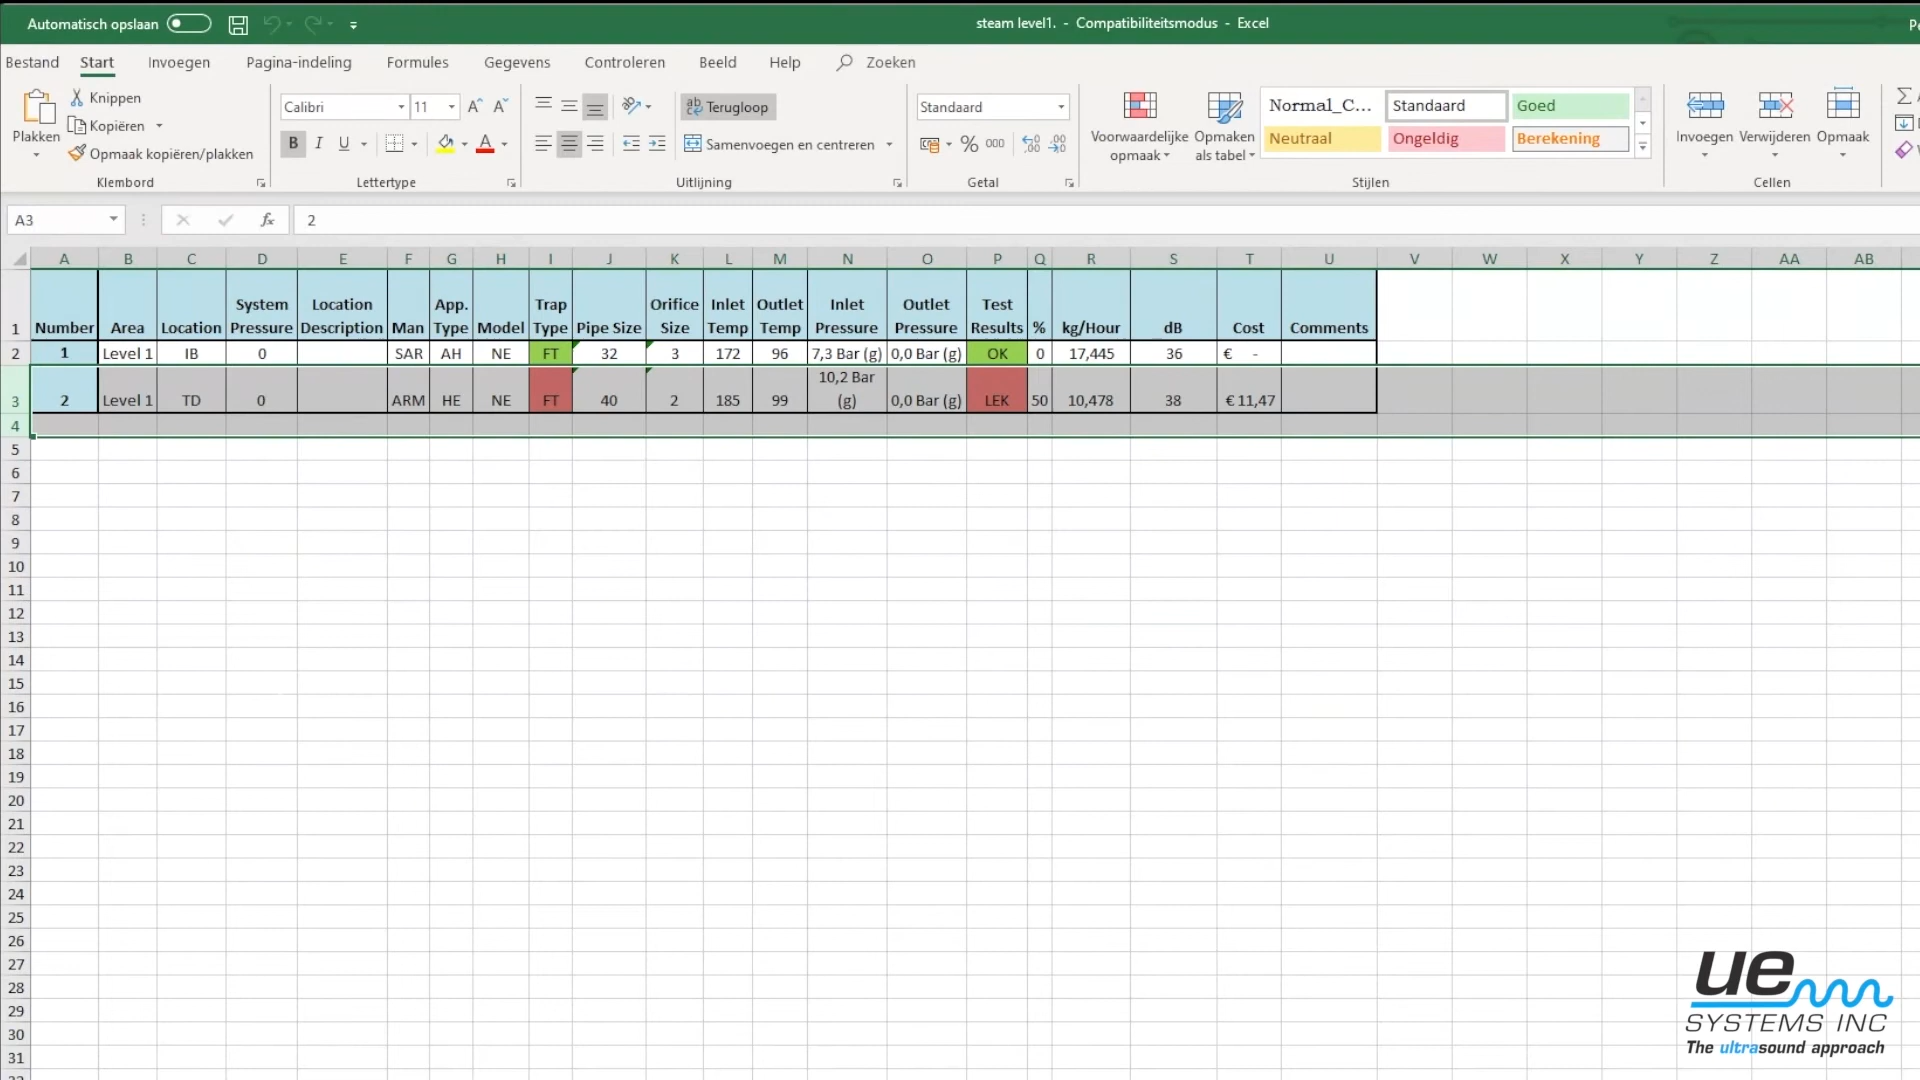 Automatisch opslaan
steam level1. - Compatibiliteitsmodus - Excel
Bestand Start Invoegen Pagina-indeling Formules Gegevens Controleren Beeld Help Zoeken
Plakken
Knippen
Kopiëren
Opmaak kopiëren/plakken
Klembord
Calibri 11
B I U
Lettertype
Terugloop
Samenvoegen en centreren
Uitlijning
Standaard
% 000
Getal
Voorwaardelijke opmaak
Opmaken als tabel
Normal_C... Standaard Goed
Neutraal Ongeldig Berekening
Stijlen
Invoegen Verwijderen Opmaak
Cellen
A3 fx 2
A B C D E F G H I J K L M N O P Q R S T U V W X Y Z AA AB
1 Number Area Location System Pressure Location Description Man App. Type Model Trap Type Pipe Size Orifice Size Inlet Temp Outlet Temp Inlet Pressure Outlet Pressure Test Results % kg/Hour dB Cost Comments
2 1 Level 1 IB 0 SAR AH NE FT 32 3 172 96 7,3 Bar (g) 0,0 Bar (g) OK 0 17,445 36 € -
3 2 Level 1 TD 0 ARM HE NE FT 40 2 185 99 10,2 Bar (g) 0,0 Bar (g) LEK 50 10,478 38 € 11,47
4
5
6
7
8
9
10
11
12
13
14
15
16
17
18
19
20
21
22
23
24
25
26
27
28
29
30
31
ue
SYSTEMS INC
The ultrasound approach